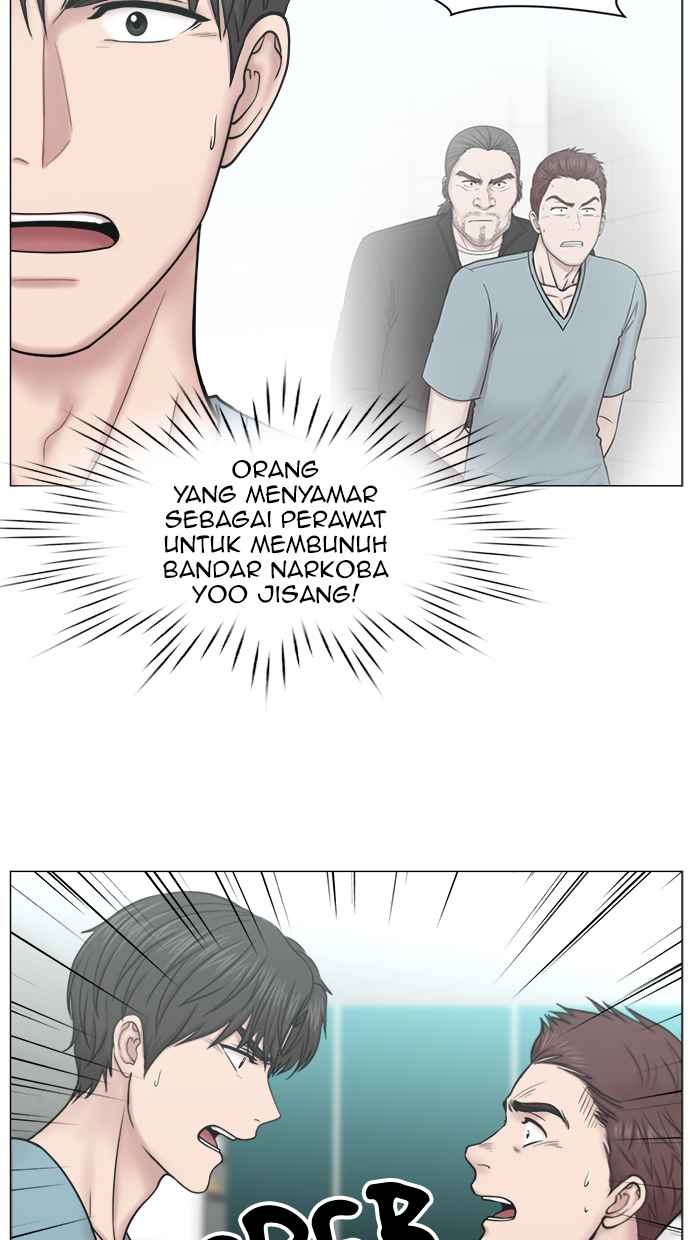 ORANG
YANG MENYAMAR
SEBAGAI PERAWAT
UNTUK MEMBUNUH
BANDAR NARKOBA
YOO JISANG!